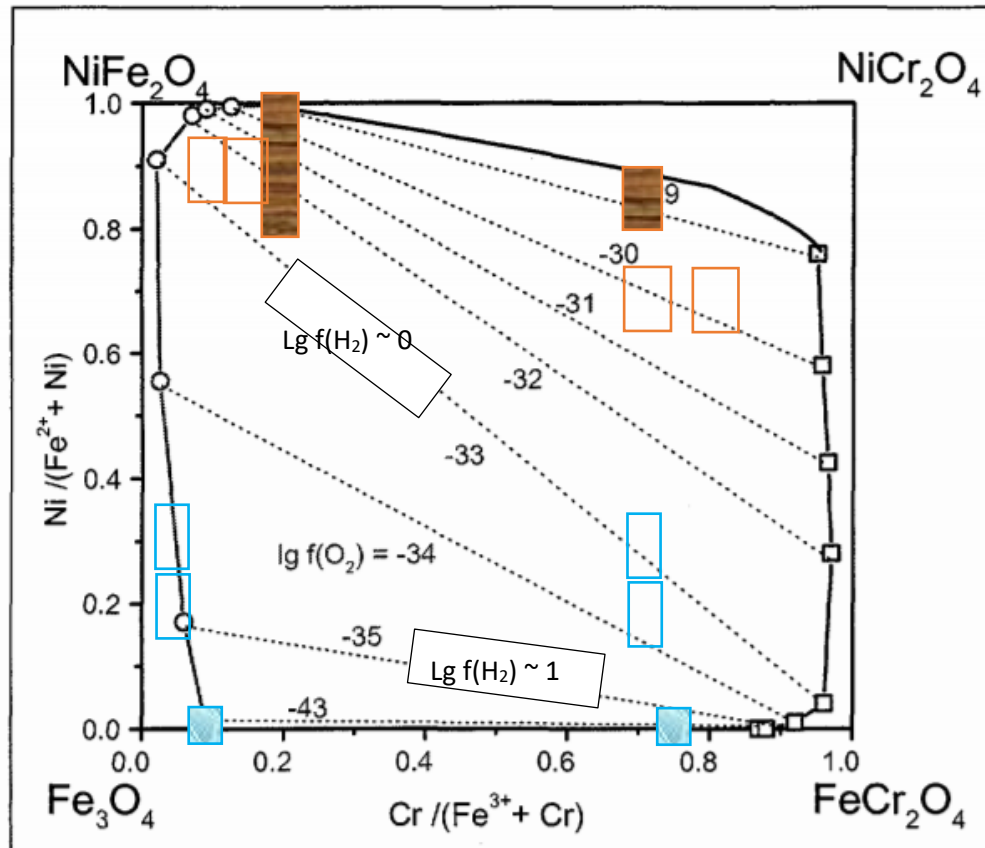 NiFe₂O₄
NiCr₂O₄
1.0
0.8
0.6
0.4
0.2
0.0
Ni /(Fe²⁺+ Ni)
9
-30
-31
-32
-33
Lg f(H₂) ~ 0
lg f(O₂) = -34
-35
Lg f(H₂) ~ 1
-43
0.0
0.2
0.4
0.6
0.8
1.0
Fe₃O₄
Cr /(Fe³⁺+ Cr)
FeCr₂O₄